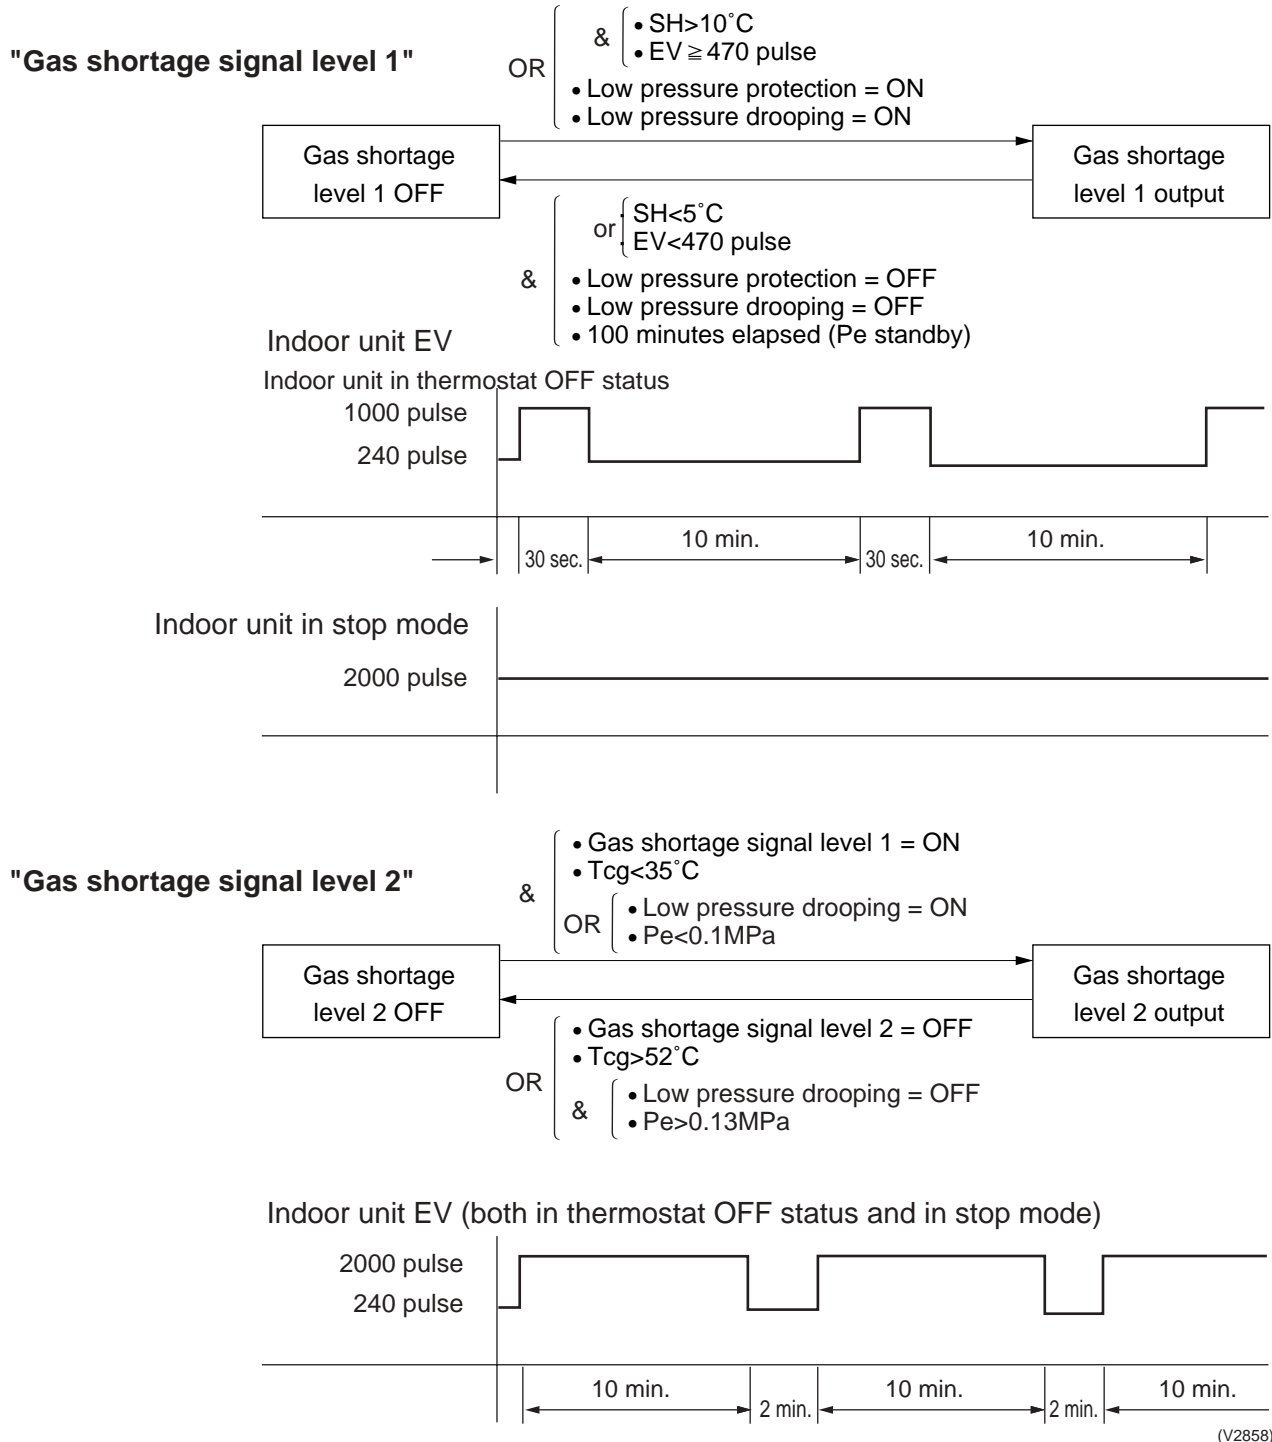 "Gas shortage signal level 1"
OR
&
• SH>10˚C
• EV≧470 pulse
• Low pressure protection = ON
• Low pressure drooping = ON
Gas shortage
level 1 OFF
Gas shortage
level 1 output
&
or
SH<5˚C
EV<470 pulse
• Low pressure protection = OFF
• Low pressure drooping = OFF
• 100 minutes elapsed (Pe standby)
Indoor unit EV
Indoor unit in thermostat OFF status
1000 pulse
240 pulse
30 sec.
10 min.
30 sec.
10 min.
Indoor unit in stop mode
2000 pulse
"Gas shortage signal level 2"
&
• Gas shortage signal level 1 = ON
• Tcg<35˚C
OR
• Low pressure drooping = ON
• Pe<0.1MPa
Gas shortage
level 2 OFF
Gas shortage
level 2 output
OR
• Gas shortage signal level 2 = OFF
• Tcg>52˚C
&
• Low pressure drooping = OFF
• Pe>0.13MPa
Indoor unit EV (both in thermostat OFF status and in stop mode)
2000 pulse
240 pulse
10 min.
2 min.
10 min.
2 min.
10 min.
(V2858)